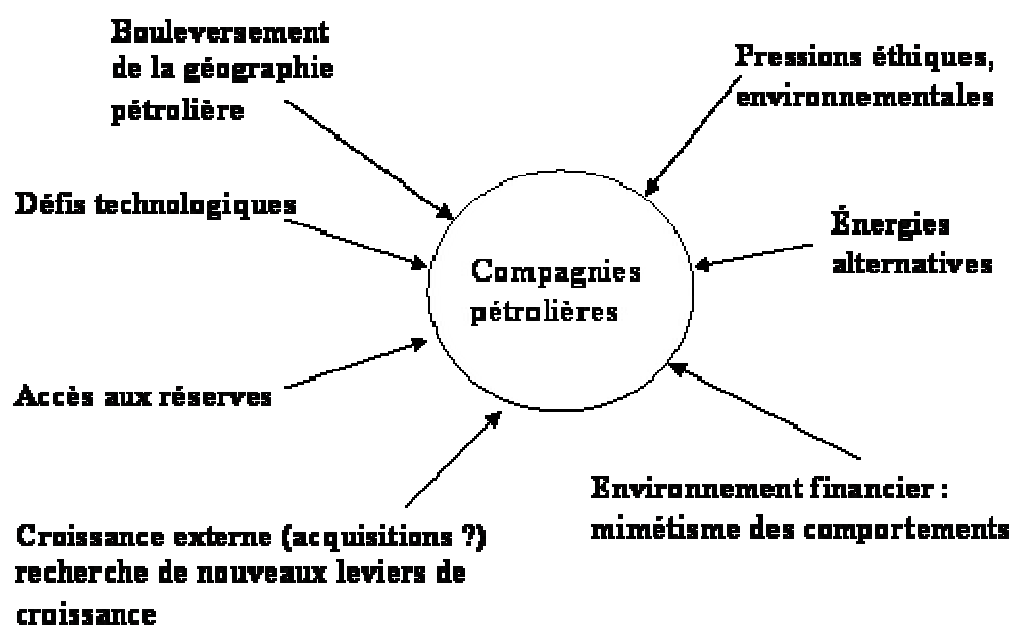 Bouleversement
de la géographie
pétrolière
Pressions éthiques,
environnementales
Défis technologiques
Énergies
alternatives
Compagnies
pétrolières
Accès aux réserves
Environnement financier :
mimétisme des comportements
Croissance externe (acquisitions ?)
recherche de nouveaux leviers de
croissance